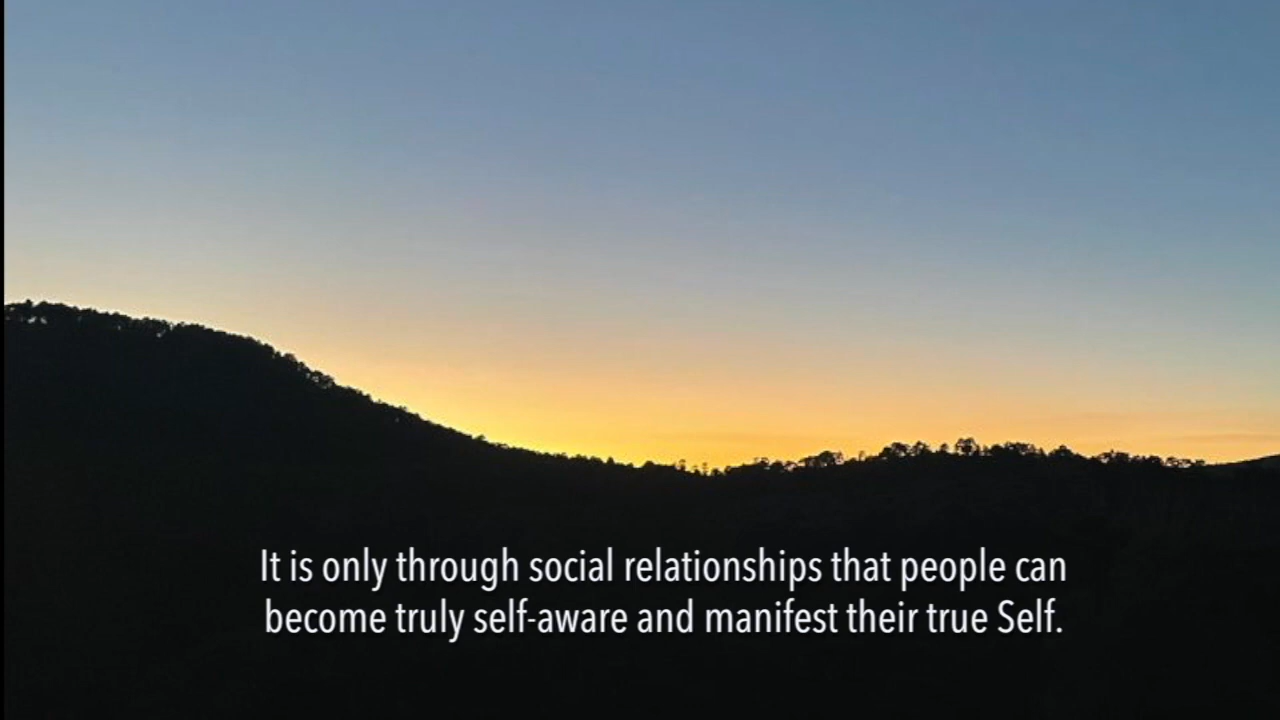 It is only through social relationships that people can
become truly self-aware and manifest their true Self.